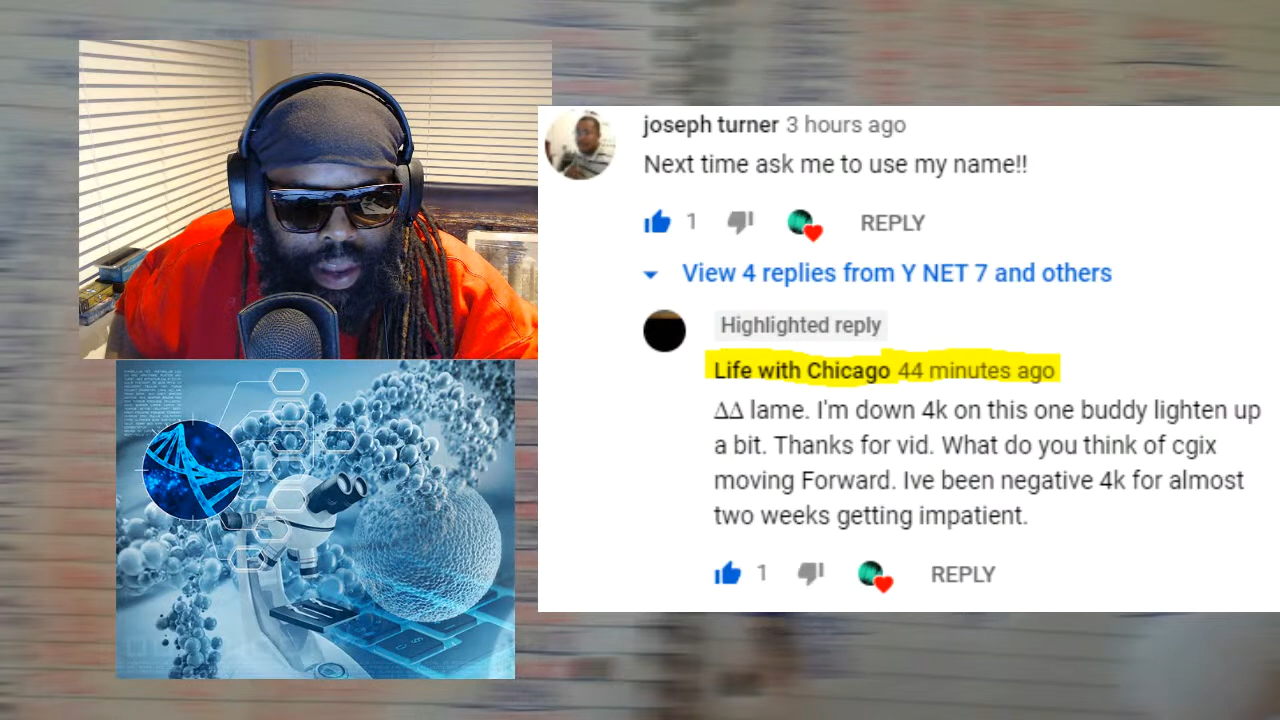 joseph turner 3 hours ago
Next time ask me to use my name!!
1 REPLY
View 4 replies from Y NET 7 and others
Highlighted reply
Life with Chicago 44 minutes ago
∆∆ lame. I'm down 4k on this one buddy lighten up
a bit. Thanks for vid. What do you think of cgix
moving Forward. Ive been negative 4k for almost
two weeks getting impatient.
1 REPLY